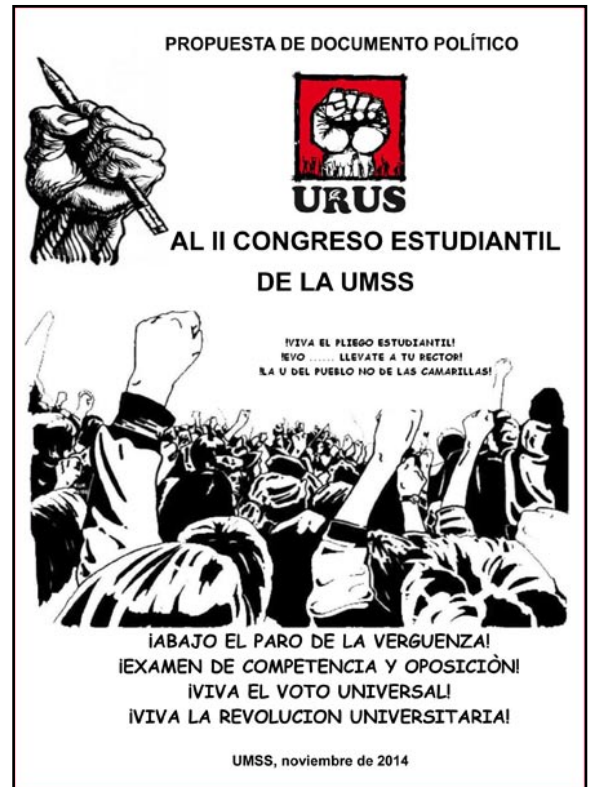 PROPUESTA DE DOCUMENTO POLÍTICO
URUS
AL II CONGRESO ESTUDIANTIL
DE LA UMSS
!VIVA EL PLIEGO ESTUDIANTIL!
!EVO ...... LLEVATE A TU RECTOR!
!LA U DEL PUEBLO NO DE LAS CAMARILLAS!
¡ABAJO EL PARO DE LA VERGUENZA!
¡EXAMEN DE COMPETENCIA Y OPOSICIÒN!
¡VIVA EL VOTO UNIVERSAL!
¡VIVA LA REVOLUCION UNIVERSITARIA!
UMSS, noviembre de 2014